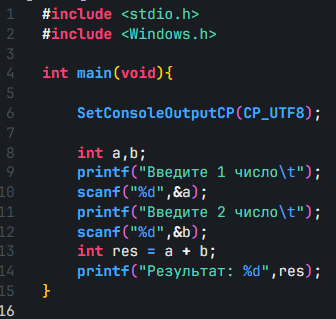 1 #include <stdio.h>
2 #include <Windows.h>
3
4 int main(void){
5
6 SetConsoleOutputCP(CP_UTF8);
7
8 int a,b;
9 printf("Введите 1 число\t");
10 scanf("%d",&a);
11 printf("Введите 2 число\t");
12 scanf("%d",&b);
13 int res = a + b;
14 printf("Результат: %d",res);
15 }
16